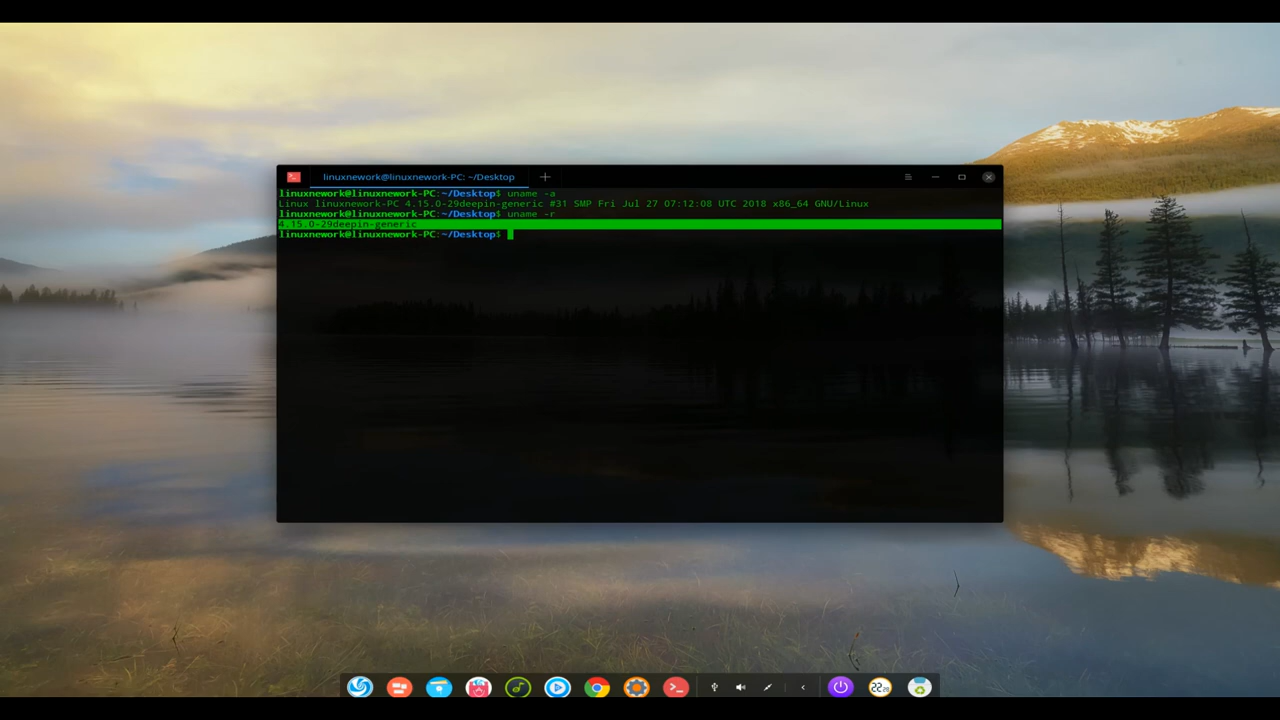 linuxnework@linuxnework-PC: ~/Desktop
linuxnework@linuxnework-PC:~/Desktop$ uname -a
Linux linuxnework-PC 4.15.0-29deepin-generic #31 SMP Fri Jul 27 07:12:08 UTC 2018 x86_64 GNU/Linux
linuxnework@linuxnework-PC:~/Desktop$ uname -r
4.15.0-29deepin-generic
linuxnework@linuxnework-PC:~/Desktop$